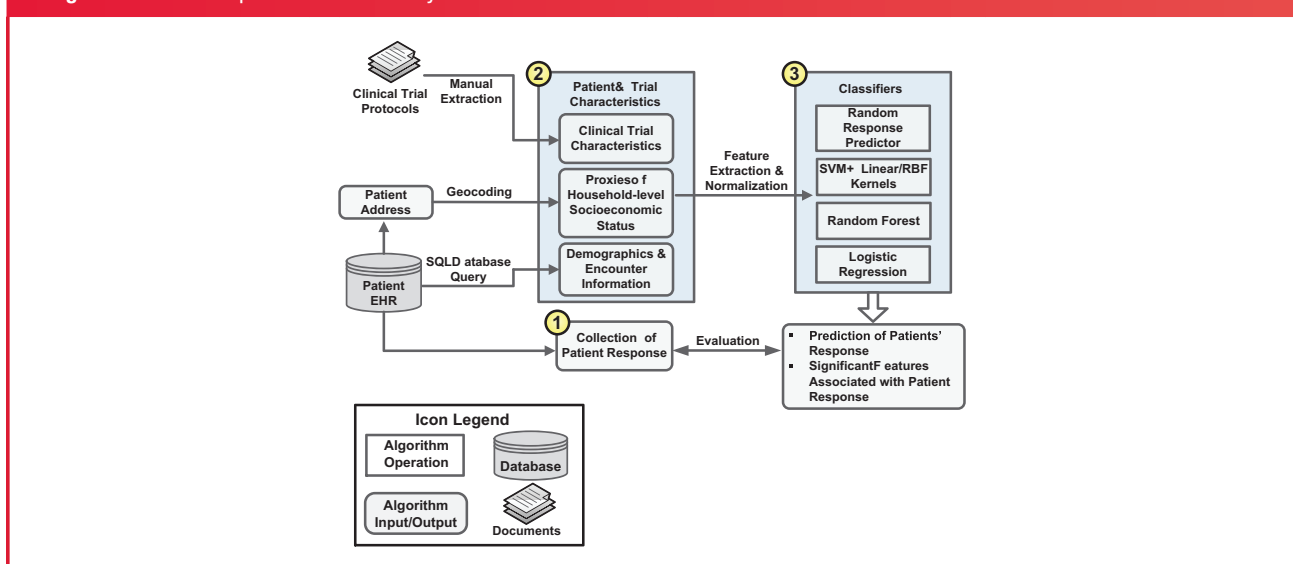 Clinical Trial
Protocols
Manual
Extraction
2
Patient& Trial
Characteristics
Clinical Trial
Characteristics
Patient
Address
Geocoding
Proxieso f
Household-level
Socioeconomic
Status
Patient
EHR
SQLD atabase
Query
Demographics &
Encounter
Information
Feature
Extraction &
Normalization
3
Classifiers
Random
Response
Predictor
SVM+ Linear/RBF
Kernels
Random Forest
Logistic
Regression
1
Collection of
Patient Response
Evaluation
▪ Prediction of Patients’
Response
▪ SignificantF eatures
Associated with Patient
Response
Icon Legend
Algorithm
Operation
Database
Algorithm
Input/Output
Documents